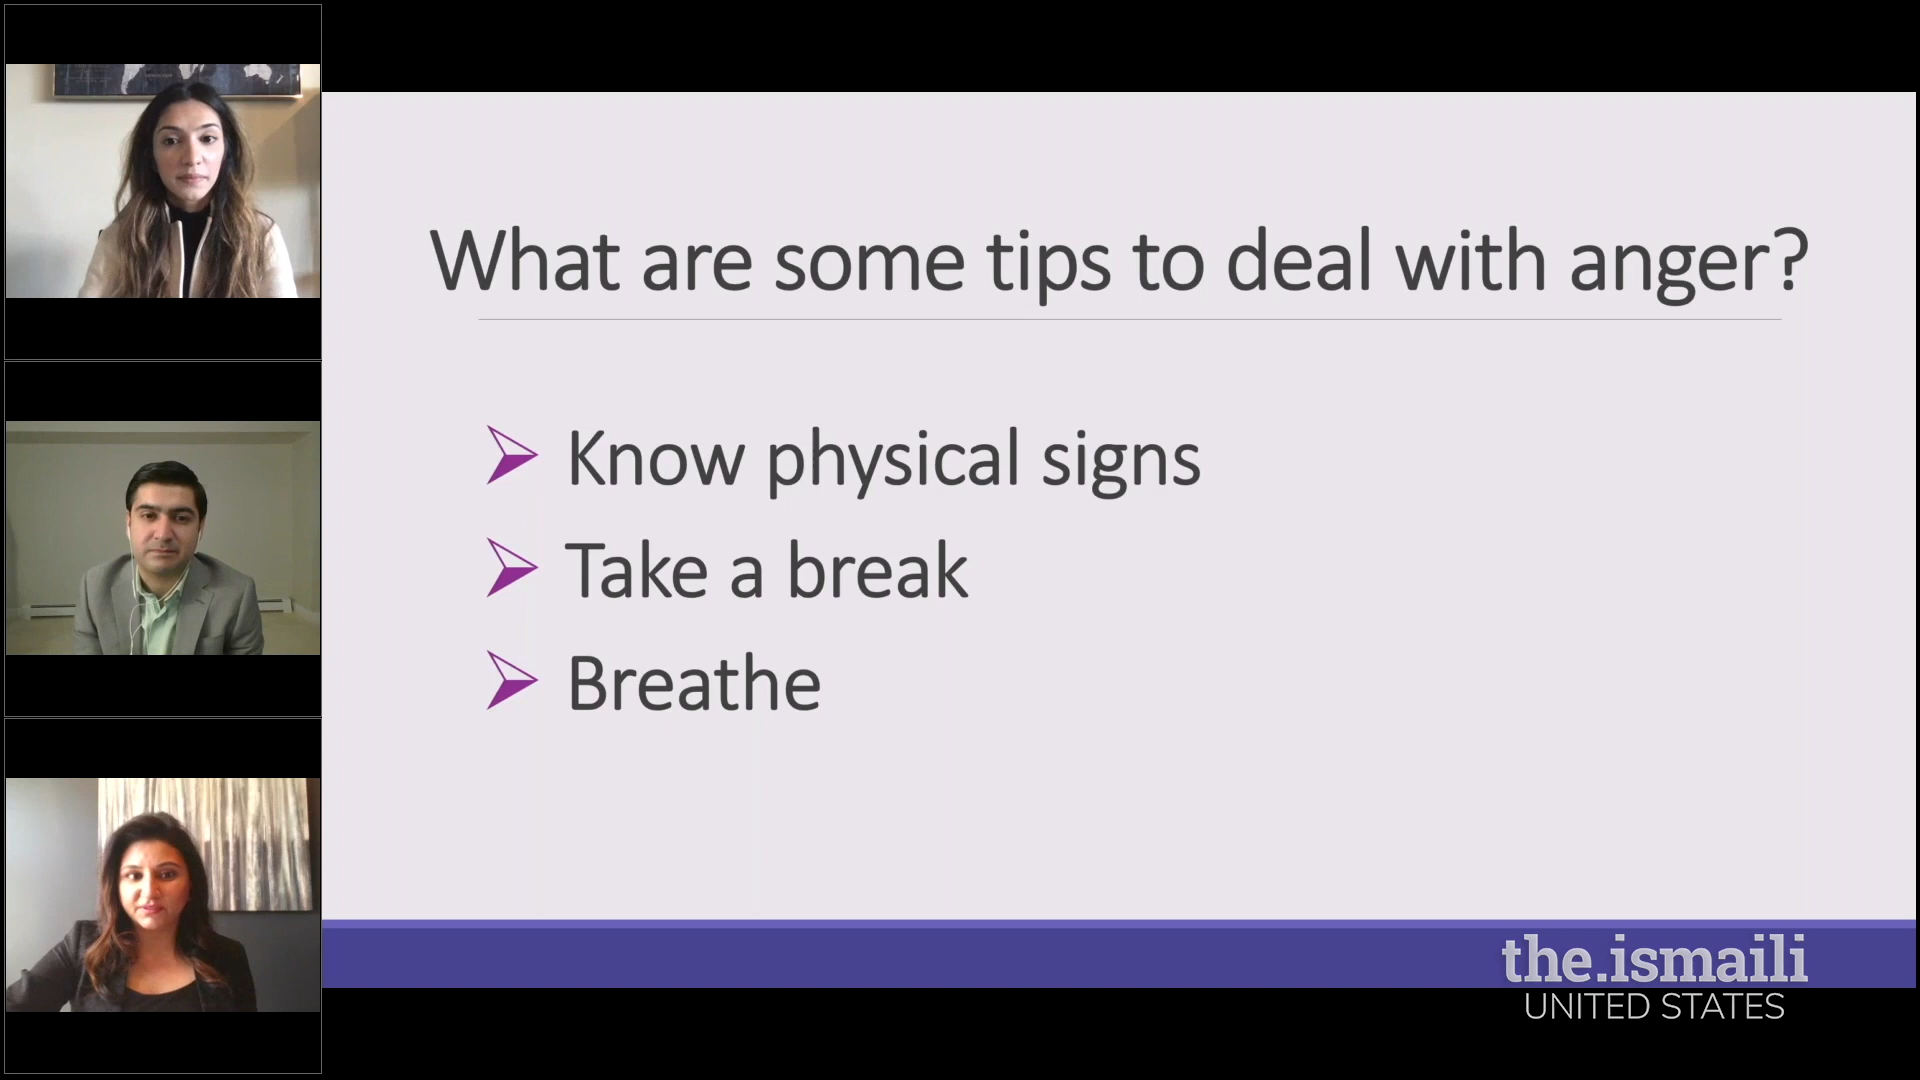 What are some tips to deal with anger?
Know physical signs
Take a break
Breathe
the.ismaili
UNITED STATES